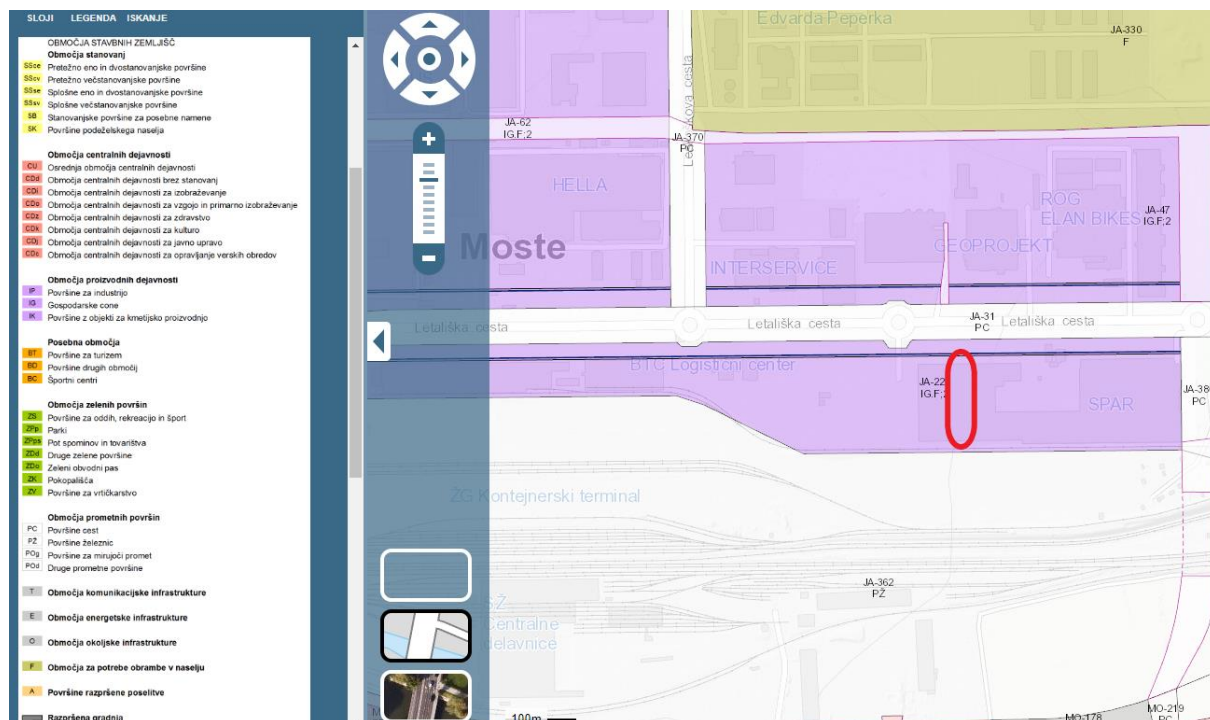 SLOJI LEGENDA ISKANJE
OBMOČJA STAVBNIH ZEMLJIŠČ
Območja stanovanj
SSce Pretežno eno in dvostanovanjske površine
SScv Pretežno večstanovanjske površine
SSse Splošne eno in dvostanovanjske površine
SSsv Splošne večstanovanjske površine
SB Stanovanjske površine za posebne namene
SK Površine podeželskega naselja
Območja centralnih dejavnosti
CU Osrednja območja centralnih dejavnosti
CDd Območja centralnih dejavnosti brez stanovanj
CDi Območja centralnih dejavnosti za izobraževanje
CDo Območja centralnih dejavnosti za vzgojo in primarno izobraževanje
CDz Območja centralnih dejavnosti za zdravstvo
CDk Območja centralnih dejavnosti za kulturo
CDj Območja centralnih dejavnosti za javno upravo
CDc Območja centralnih dejavnosti za opravljanje verskih obredov
Območja proizvodnih dejavnosti
IP Površine za industrijo
IG Gospodarske cone
IK Površine z objekti za kmetijsko proizvodnjo
Posebna območja
BT Površine za turizem
BD Površine drugih območij
BC Športni centri
Območja zelenih površin
ZS Površine za oddih, rekreacijo in šport
ZPp Parki
ZPps Pot spominov in tovarištva
ZDd Druge zelene površine
ZDo Zeleni obvodni pas
ZK Pokopališča
ZV Površine za vrtičkarstvo
Območja prometnih površin
PC Površine cest
PŽ Površine železnic
POg Površine za mirujoči promet
POd Druge prometne površine
T Območja komunikacijske infrastrukture
E Območja energetske infrastrukture
O Območja okoljske infrastrukture
F Območja za potrebe obrambe v naselju
A Površine razpršene poselitve
Razpršena gradnja
Edvarda Peperka
JA-330
F
cesta
JA-62
IG.F;2
JA-370
PC
HELLA
ROG
ELAN BIKES
JA-47
IG.F;2
Moste
GEOPROJEKT
INTERSERVICE
Letališka cesta
Letališka cesta
JA-31
PC
Letališka cesta
BTC Logistični center
JA-22
IG.F;
SPAR
JA-38
PC
ŽG Kontejnerski terminal
JA-362
PŽ
SŽ
Centralne
delavnice
100m
MO-178
MO-219
PC